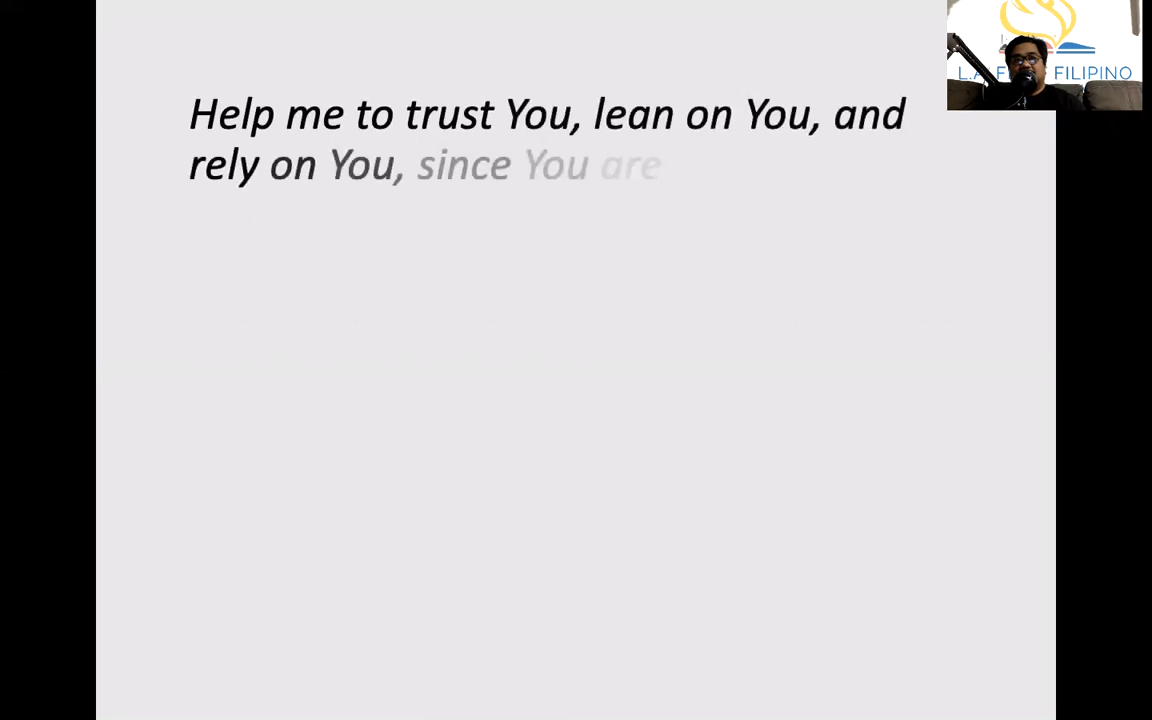 Help me to trust You, lean on You, and
rely on You, since You are
FILIPINO